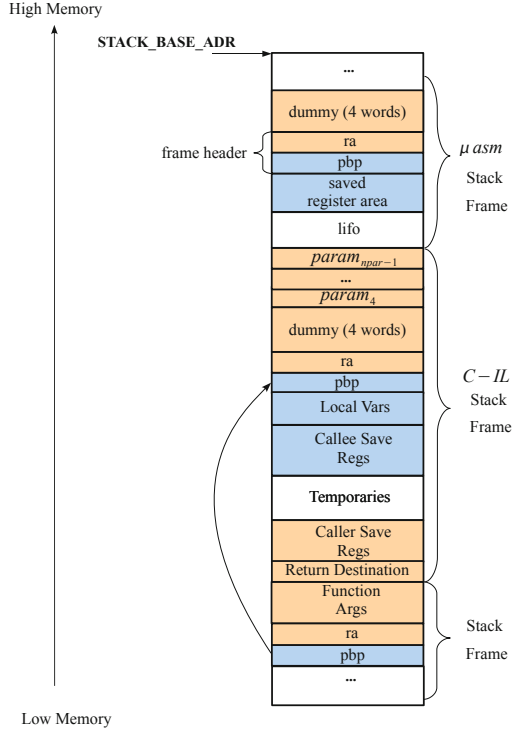 High Memory
STACK_BASE_ADR
...
dummy (4 words)
frame header
ra
pbp
saved
register area
lifo
μ asm
Stack
Frame
param_{npar−1}
...
param_4
dummy (4 words)
ra
pbp
Local Vars
Callee Save
Regs
Temporaries
Caller Save
Regs
Return Destination
C − IL
Stack
Frame
Function
Args
ra
pbp
...
Stack
Frame
Low Memory